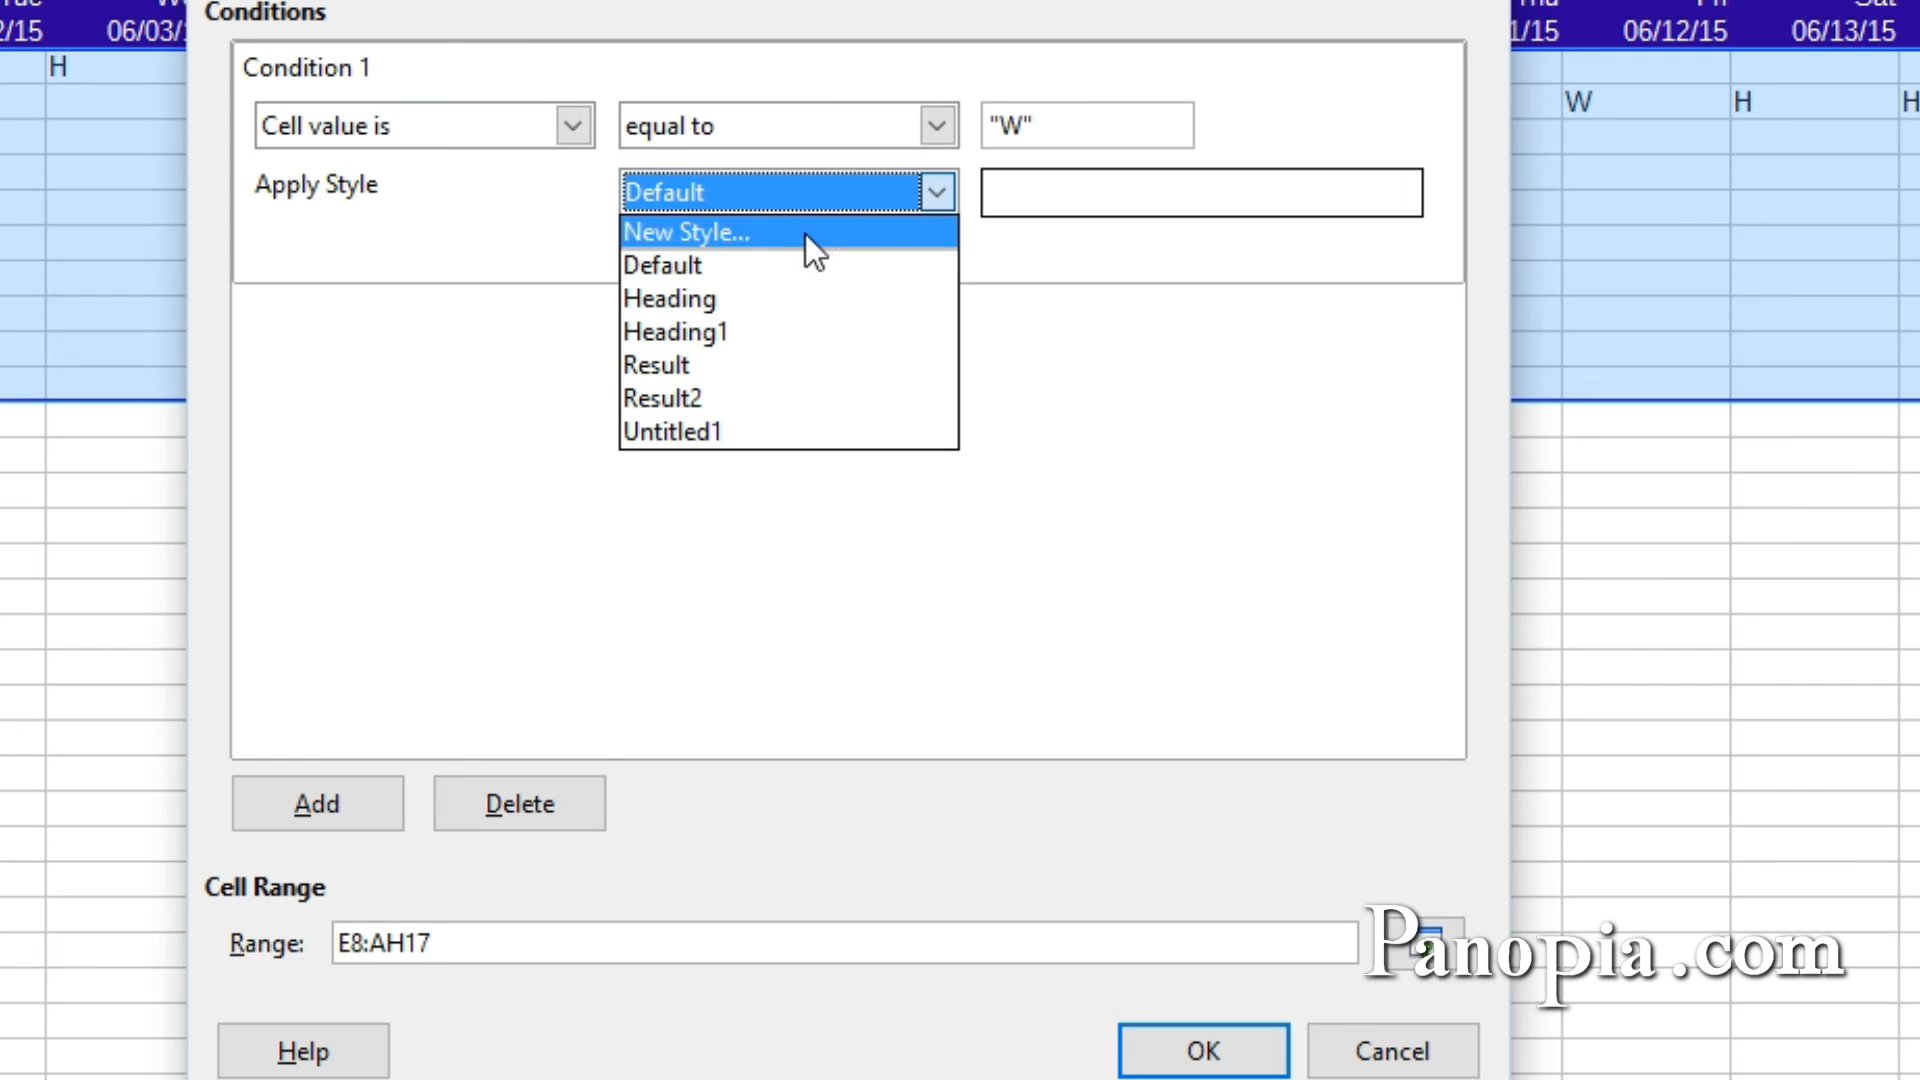 Conditions
2/15 06/03/ 1/15 06/12/15 06/13/15
H
Condition 1
Cell value is equal to "W"
W H H
Apply Style Default
New Style...
Default
Heading
Heading1
Result
Result2
Untitled1
Add Delete
Cell Range
Range: E8:AH17
Panopia.com
Help OK Cancel